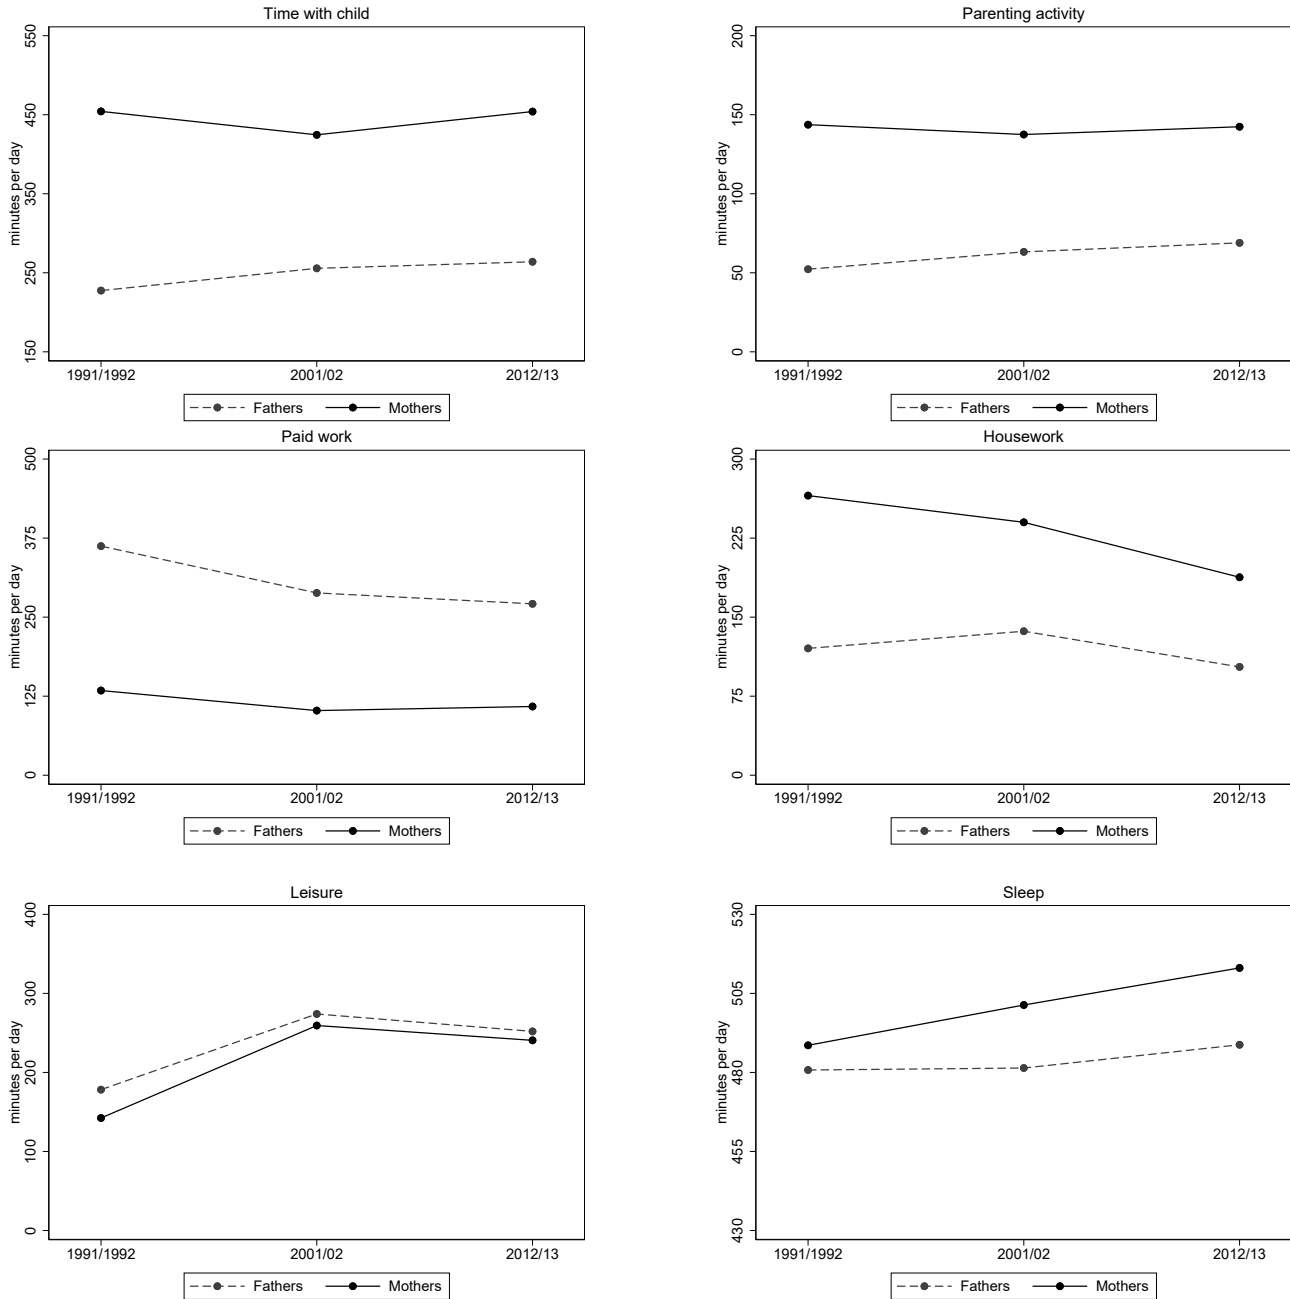 Time with child
550
450
350
250
150
minutes per day
1991/1992 2001/02 2012/13
Fathers Mothers
Parenting activity
200
150
100
50
0
minutes per day
1991/1992 2001/02 2012/13
Fathers Mothers
Paid work
500
375
250
125
0
minutes per day
1991/1992 2001/02 2012/13
Fathers Mothers
Housework
300
225
150
75
0
minutes per day
1991/1992 2001/02 2012/13
Fathers Mothers
Leisure
400
300
200
100
0
minutes per day
1991/1992 2001/02 2012/13
Fathers Mothers
Sleep
530
505
480
455
430
minutes per day
1991/1992 2001/02 2012/13
Fathers Mothers